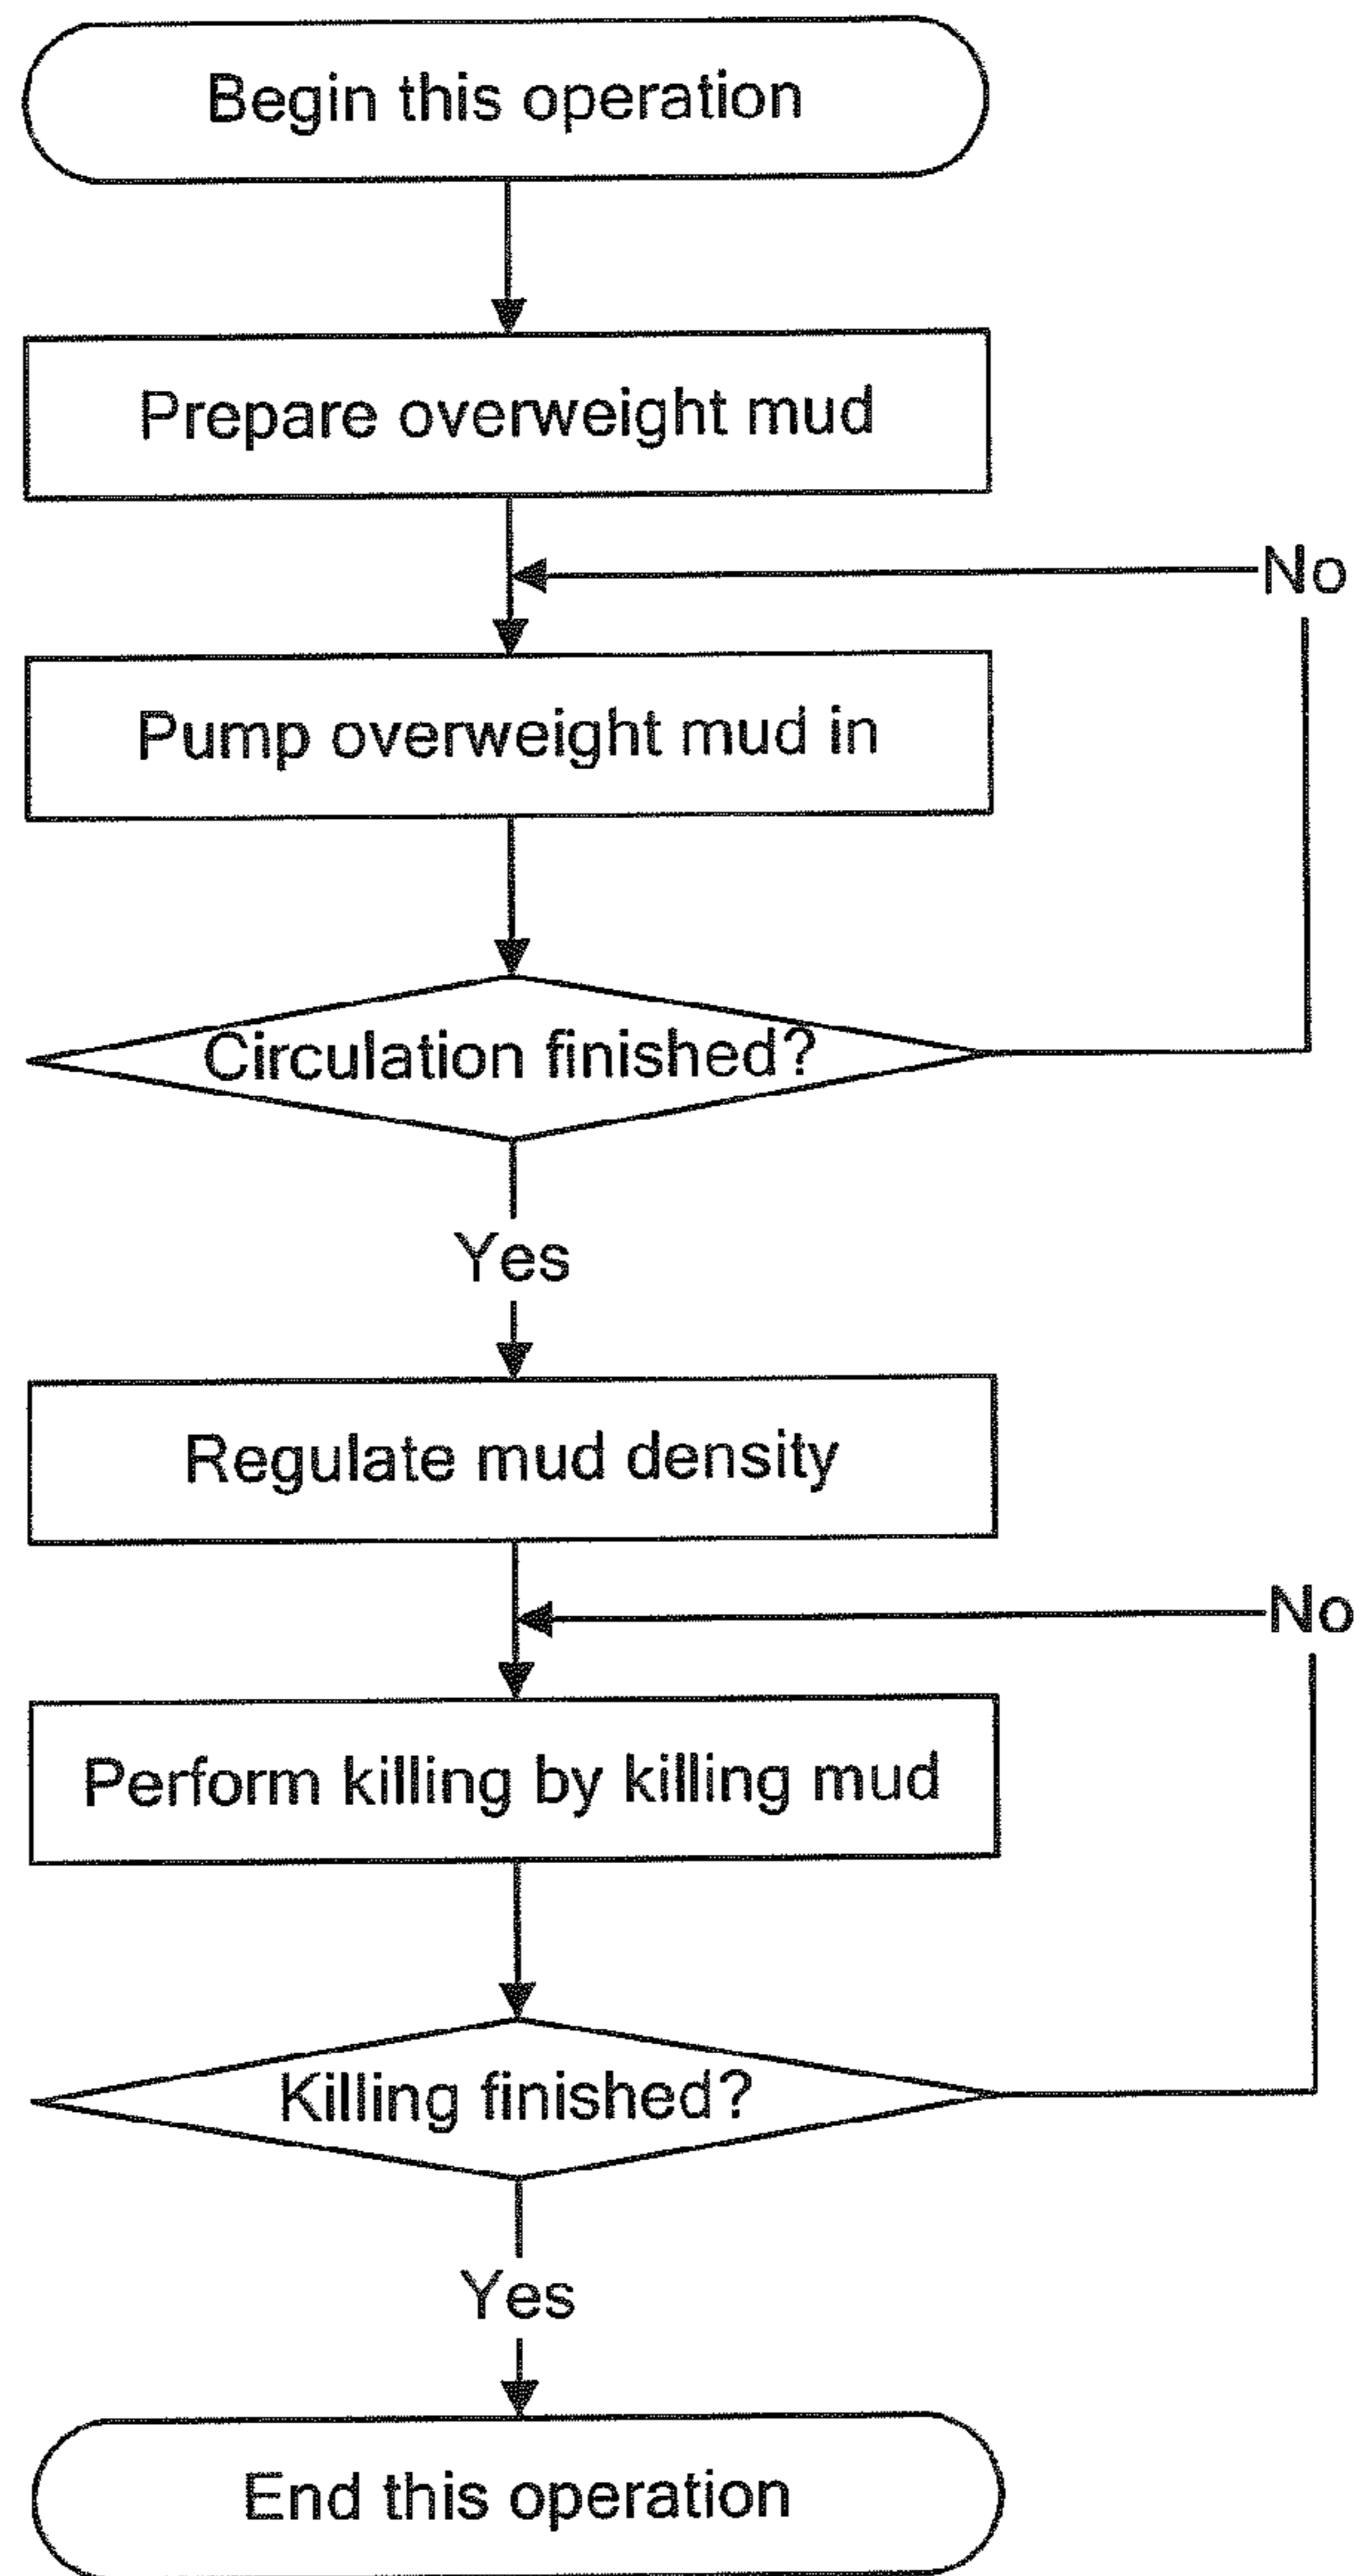 Begin this operation
Prepare overweight mud
No
Pump overweight mud in
Circulation finished?
Yes
Regulate mud density
No
Perform killing by killing mud
Killing finished?
Yes
End this operation